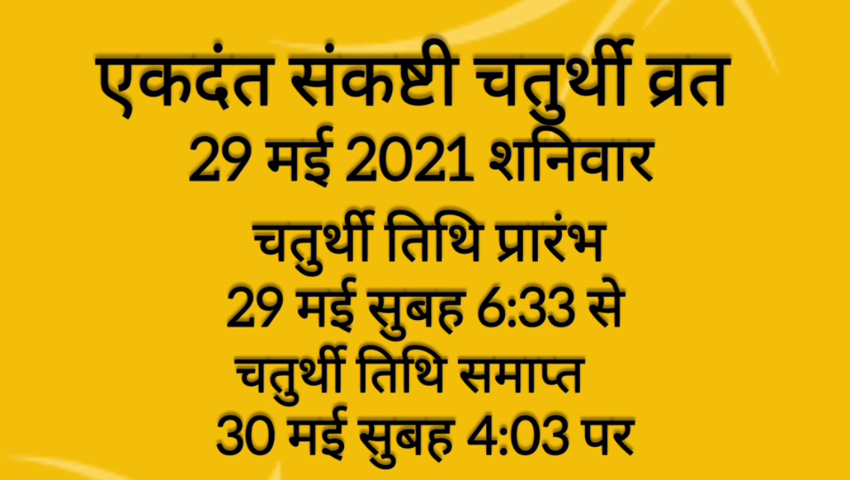 एकदंत संकष्टी चतुर्थी व्रत
29 मई 2021 शनिवार
चतुर्थी तिथि प्रारंभ
29 मई सुबह 6:33 से
चतुर्थी तिथि समाप्त
30 मई सुबह 4:03 पर